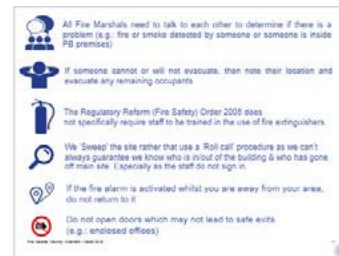 All Fire Marshals need to talk to each other to determine if there is a
problem (e.g.: fire or smoke detected by someone or someone is inside
PB premises)
If someone cannot or will not evacuate, then note their location and
evacuate any remaining occupants
The Regulatory Reform (Fire Safety) Order 2005 does
not specifically require staff to be trained in the use of fire extinguishers.
We 'Sweep' the site rather that use a 'Roll call' procedure as we can't
always guarantee we know who is in/out of the building & who has gone
off main site. Especially as the staff do not sign in.
If the fire alarm is activated whilst you are away from your area,
do not return to it
Do not open doors which may not lead to safe exits
(e.g.: enclosed offices)